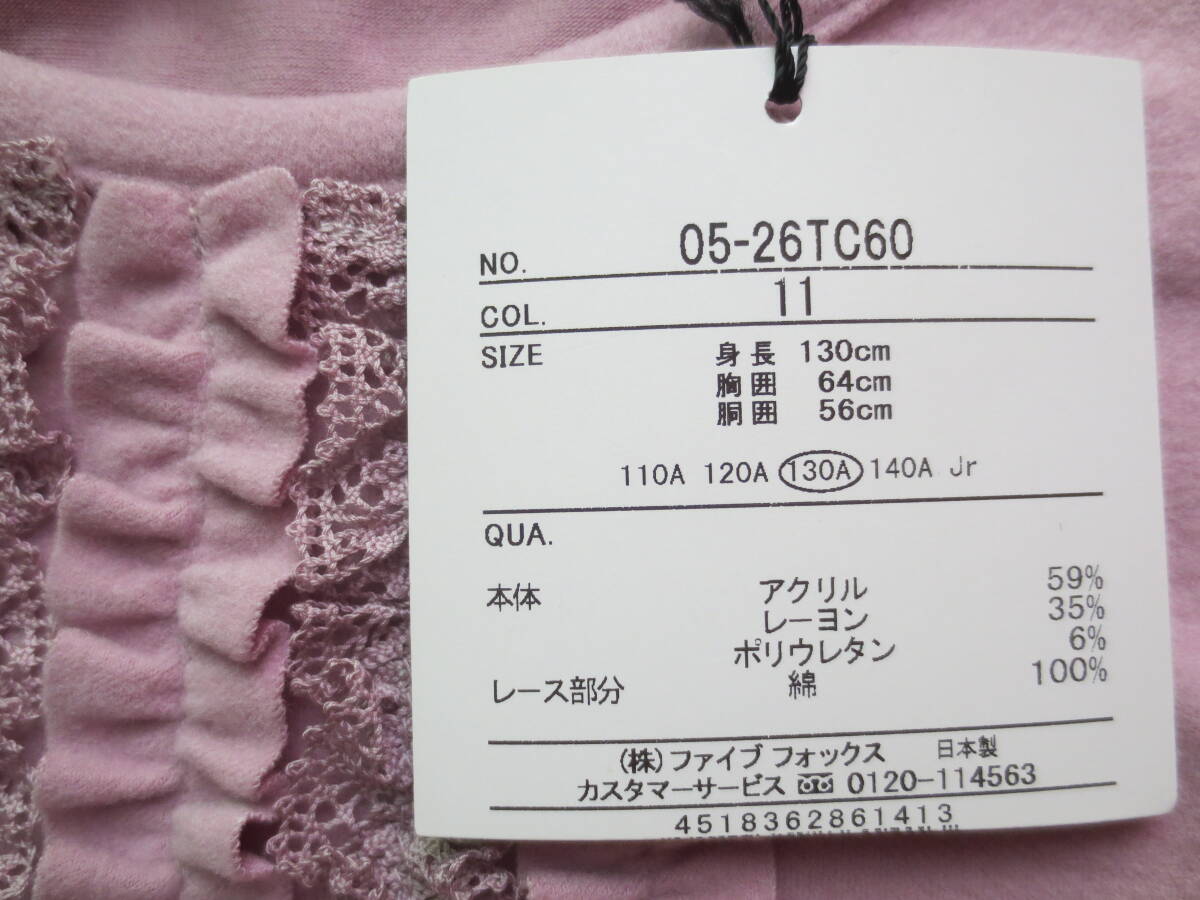 NO. 05-26TC60
COL. 11
SIZE 身長 130cm
胸囲 64cm
胴囲 56cm
110A 120A 130A 140A Jr
QUA.
本体 アクリル 59%
レーヨン 35%
ポリウレタン 6%
レース部分 綿 100%
(株)ファイブ フォックス 日本製
カスタマーサービス 0120-114563
4518362861413